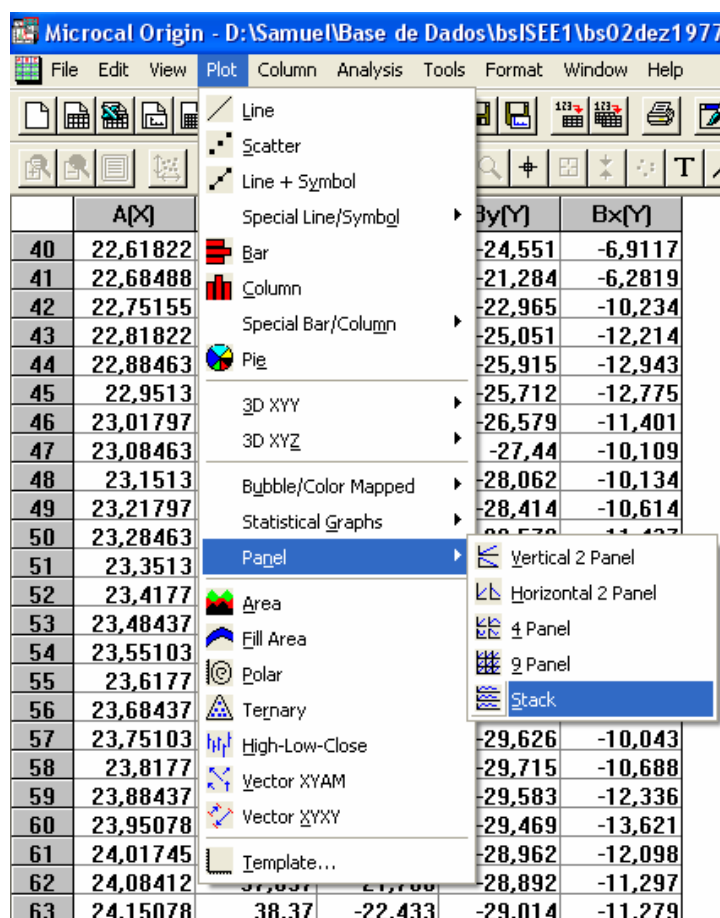 Microcal Origin - D:\Samuel\Base de Dados\bsISEE1\bs02dez1977
File Edit View Plot Column Analysis Tools Format Window Help
Line
Scatter
Line + Symbol
Special Line/Symbol
Bar
Column
Special Bar/Column
Pie
3D XYY
3D XYZ
Bubble/Color Mapped
Statistical Graphs
Panel
Area
Fill Area
Polar
Ternary
High-Low-Close
Vector XYAM
Vector XYXY
Template...
Vertical 2 Panel
Horizontal 2 Panel
4 Panel
9 Panel
Stack
123 123
T
A(X) By(Y) Bx(Y)
40 22,61822 -24,551 -6,9117
41 22,68488 -21,284 -6,2819
42 22,75155 -22,965 -10,234
43 22,81822 -25,051 -12,214
44 22,88463 -25,915 -12,943
45 22,9513 -25,712 -12,775
46 23,01797 -26,579 -11,401
47 23,08463 -27,44 -10,109
48 23,1513 -28,062 -10,134
49 23,21797 -28,414 -10,614
50 23,28463
51 23,3513
52 23,4177
53 23,48437
54 23,55103
55 23,6177
56 23,68437
57 23,75103 -29,626 -10,043
58 23,8177 -29,715 -10,688
59 23,88437 -29,583 -12,336
60 23,95078 -29,469 -13,621
61 24,01745 -28,962 -12,098
62 24,08412 -28,892 -11,297
63 24,15078 38,37 -22,433 -29,014 -11,279